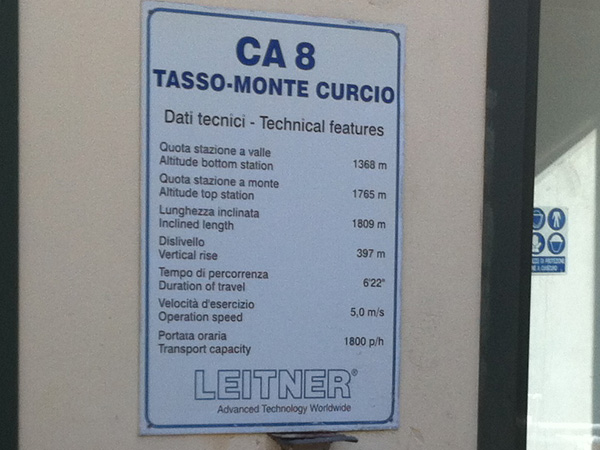 CA 8
TASSO-MONTE CURCIO
Dati tecnici - Technical features
Quota stazione a valle
Altitude bottom station 1368 m
Quota stazione a monte
Altitude top station 1765 m
Lunghezza inclinata
Inclined length 1809 m
Dislivello
Vertical rise 397 m
Tempo di percorrenza
Duration of travel 6'22"
Velocità d'esercizio
Operation speed 5,0 m/s
Portata oraria
Transport capacity 1800 p/h
LEITNER®
Advanced Technology Worldwide
DI PROTEZIONE